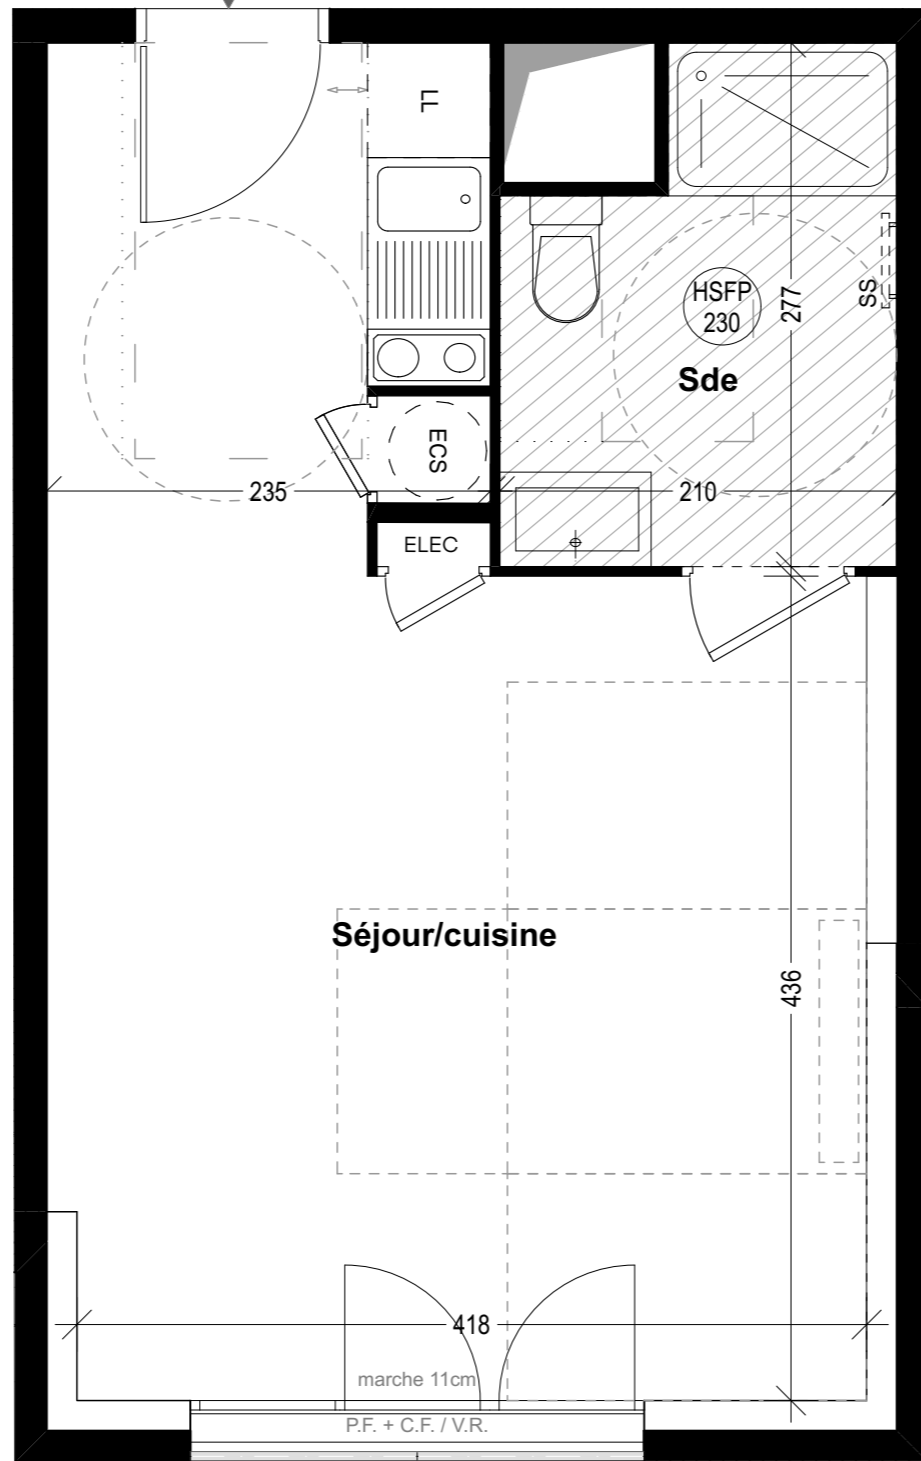 LL
HSFP
230
277
SS
Sde
ECS
235
210
ELEC
Séjour/cuisine
436
418
marche 11cm
P.F. + C.F. / V.R.